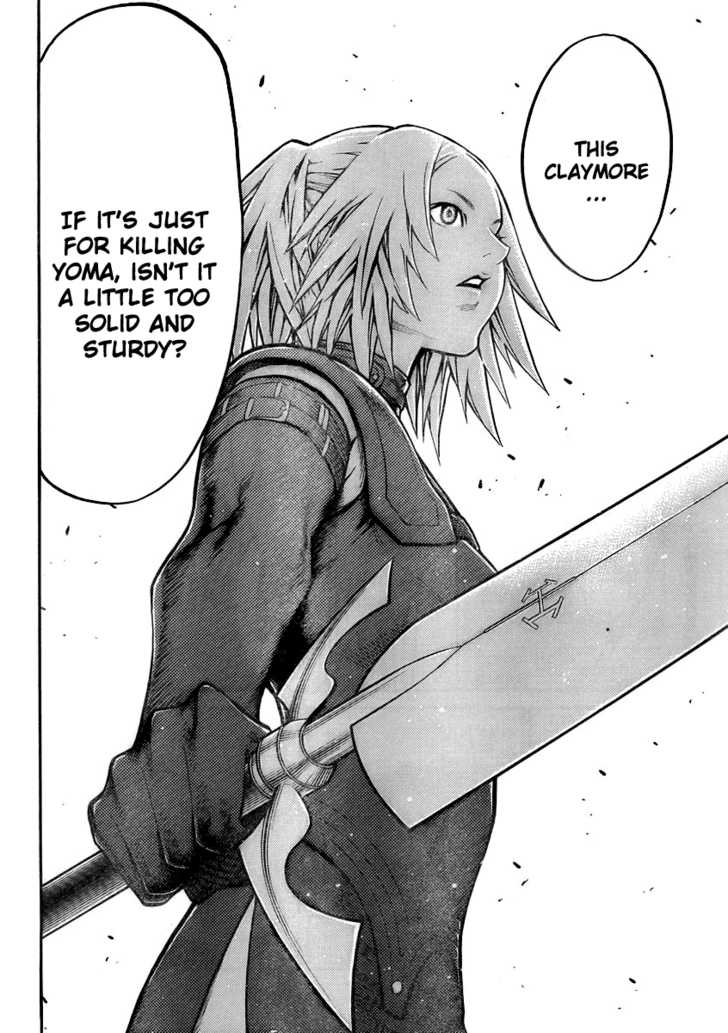 THIS
CLAYMORE
...
IF IT'S JUST
FOR KILLING
YOMA, ISN'T IT
A LITTLE TOO
SOLID AND
STURDY?